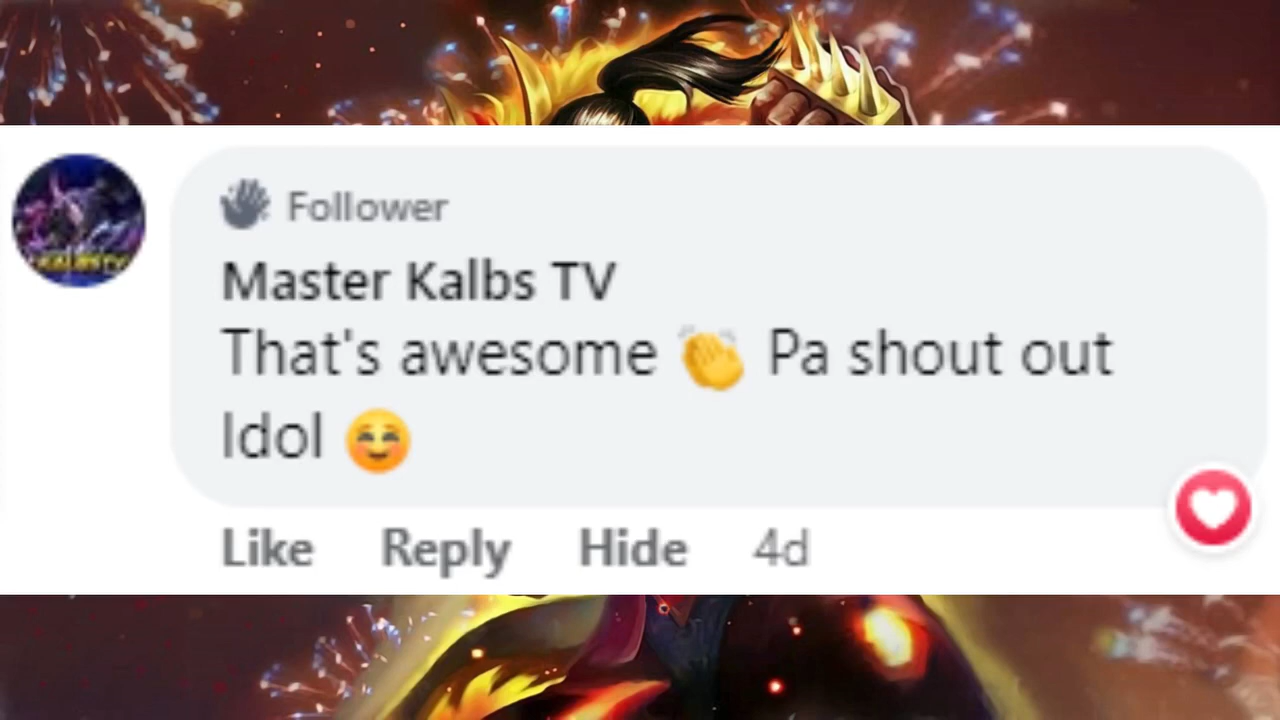 Follower
Master Kalbs TV
That's awesome 👏 Pa shout out
Idol ☺️
Like Reply Hide 4d